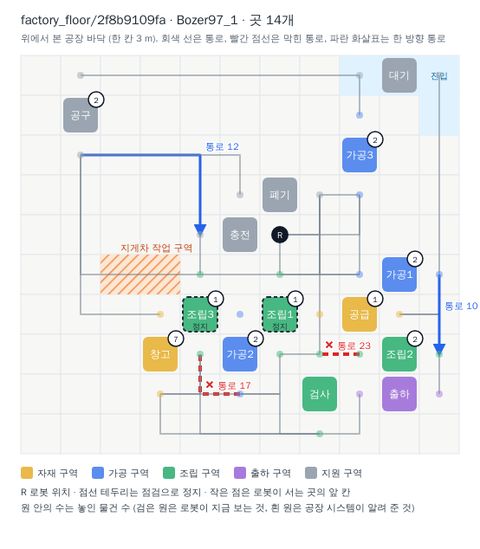 factory_floor/2f8b9109fa · Bozer97_1 · 곳 14개
위에서 본 공장 바닥 (한 칸 3 m). 회색 선은 통로, 빨간 점선은 막힌 통로, 파란 화살표는 한 방향 통로
대기
진입
공구
2
통로 12
가공3
2
폐기
충전
R
지게차 작업 구역
가공1
2
통로 10
조립3
정지
1
조립1
정지
1
공급
1
창고
7
가공2
2
통로 23
조립2
2
통로 17
검사
출하
자재 구역
가공 구역
조립 구역
출하 구역
지원 구역
R 로봇 위치 · 점선 테두리는 점검으로 정지 · 작은 점은 로봇이 서는 곳의 앞 칸
원 안의 수는 놓인 물건 수 (검은 원은 로봇이 지금 보는 것, 흰 원은 공장 시스템이 알려 준 것)